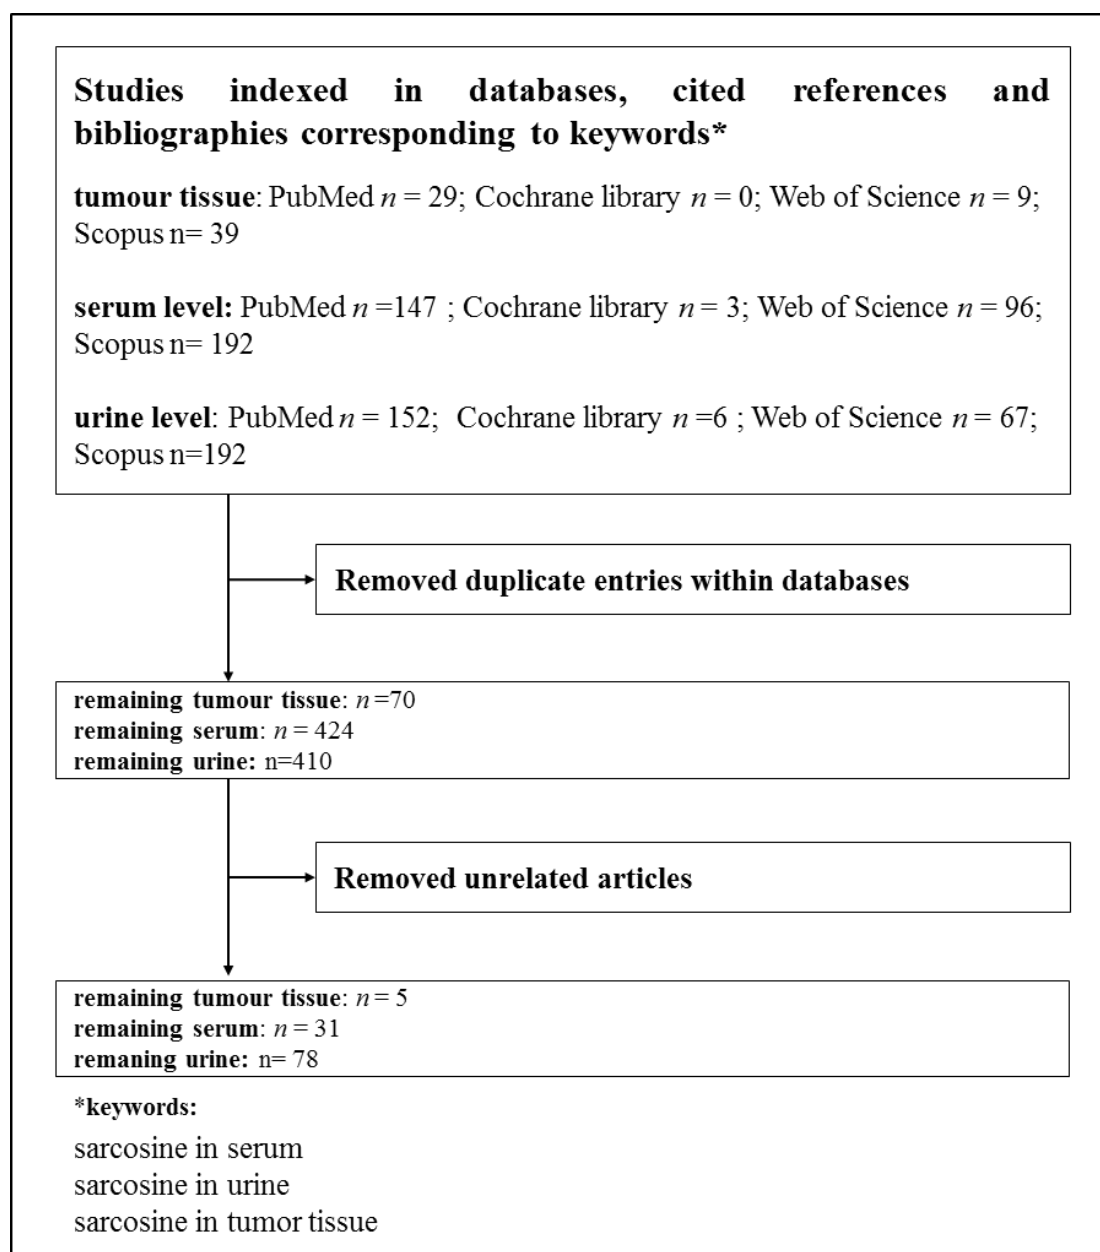 Studies indexed in databases, cited references and
bibliographies corresponding to keywords*
tumour tissue: PubMed n = 29; Cochrane library n = 0; Web of Science n = 9;
Scopus n= 39
serum level: PubMed n =147 ; Cochrane library n = 3; Web of Science n = 96;
Scopus n= 192
urine level: PubMed n = 152; Cochrane library n =6 ; Web of Science n = 67;
Scopus n=192
Removed duplicate entries within databases
remaining tumour tissue: n =70
remaining serum: n = 424
remaining urine: n=410
Removed unrelated articles
remaining tumour tissue: n = 5
remaining serum: n = 31
remaning urine: n= 78
*keywords:
sarcosine in serum
sarcosine in urine
sarcosine in tumor tissue